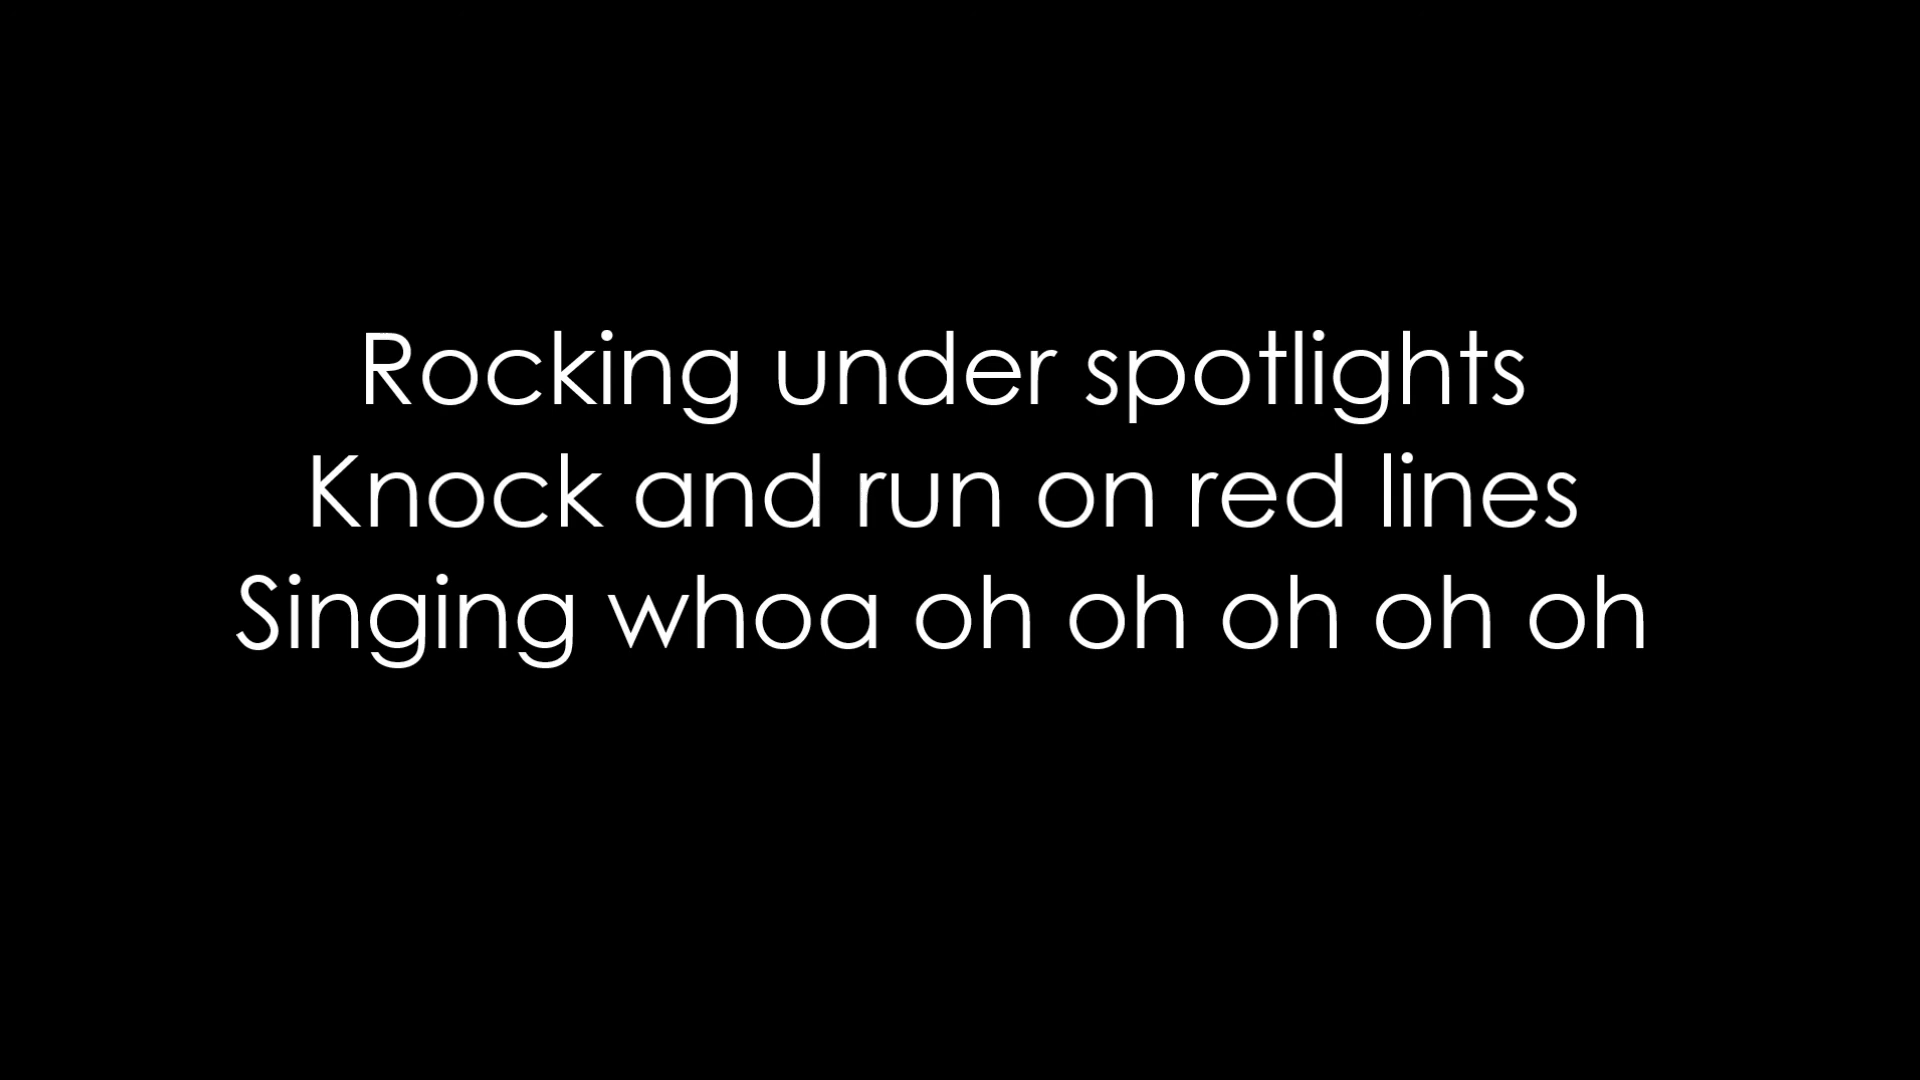 Rocking under spotlights
Knock and run on red lines
Singing whoa oh oh oh oh oh